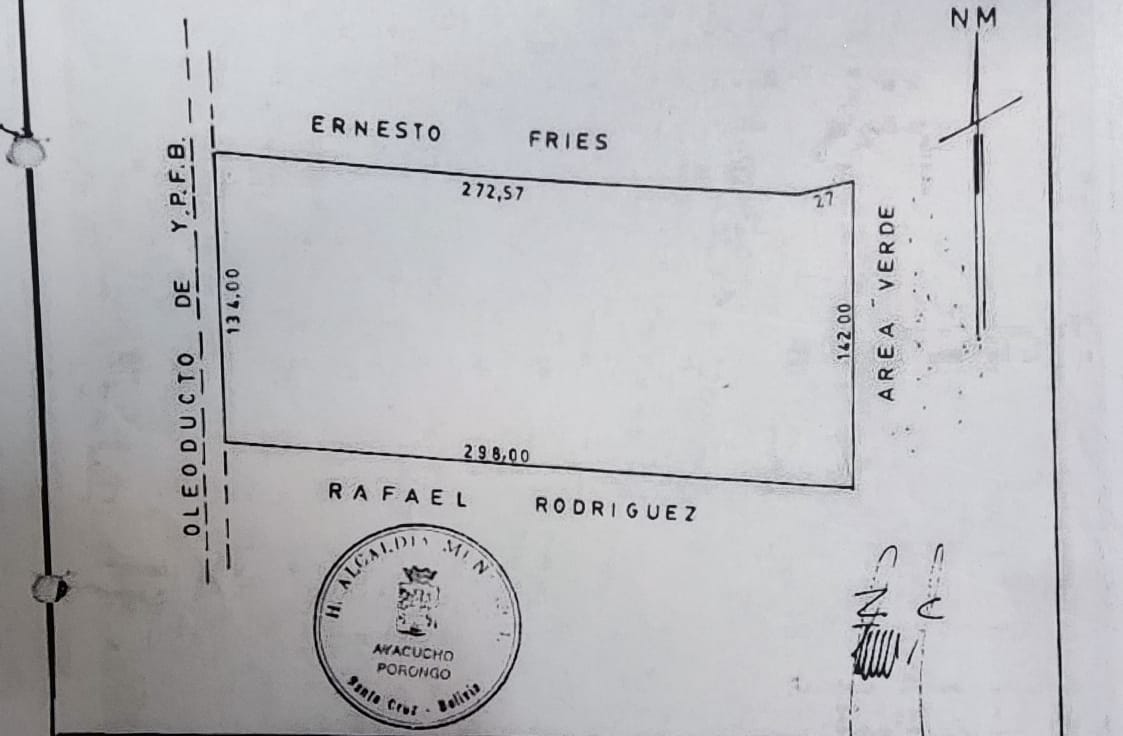 N M
ERNESTO FRIES
272,57
27
OLEODUCTO DE Y.P.F.B.
134,00
142.00
AREA VERDE
298,00
RAFAEL RODRIGUEZ
H. ALCALDIA
AYACUCHO
PORONGO
Santa Cruz - Bolivia